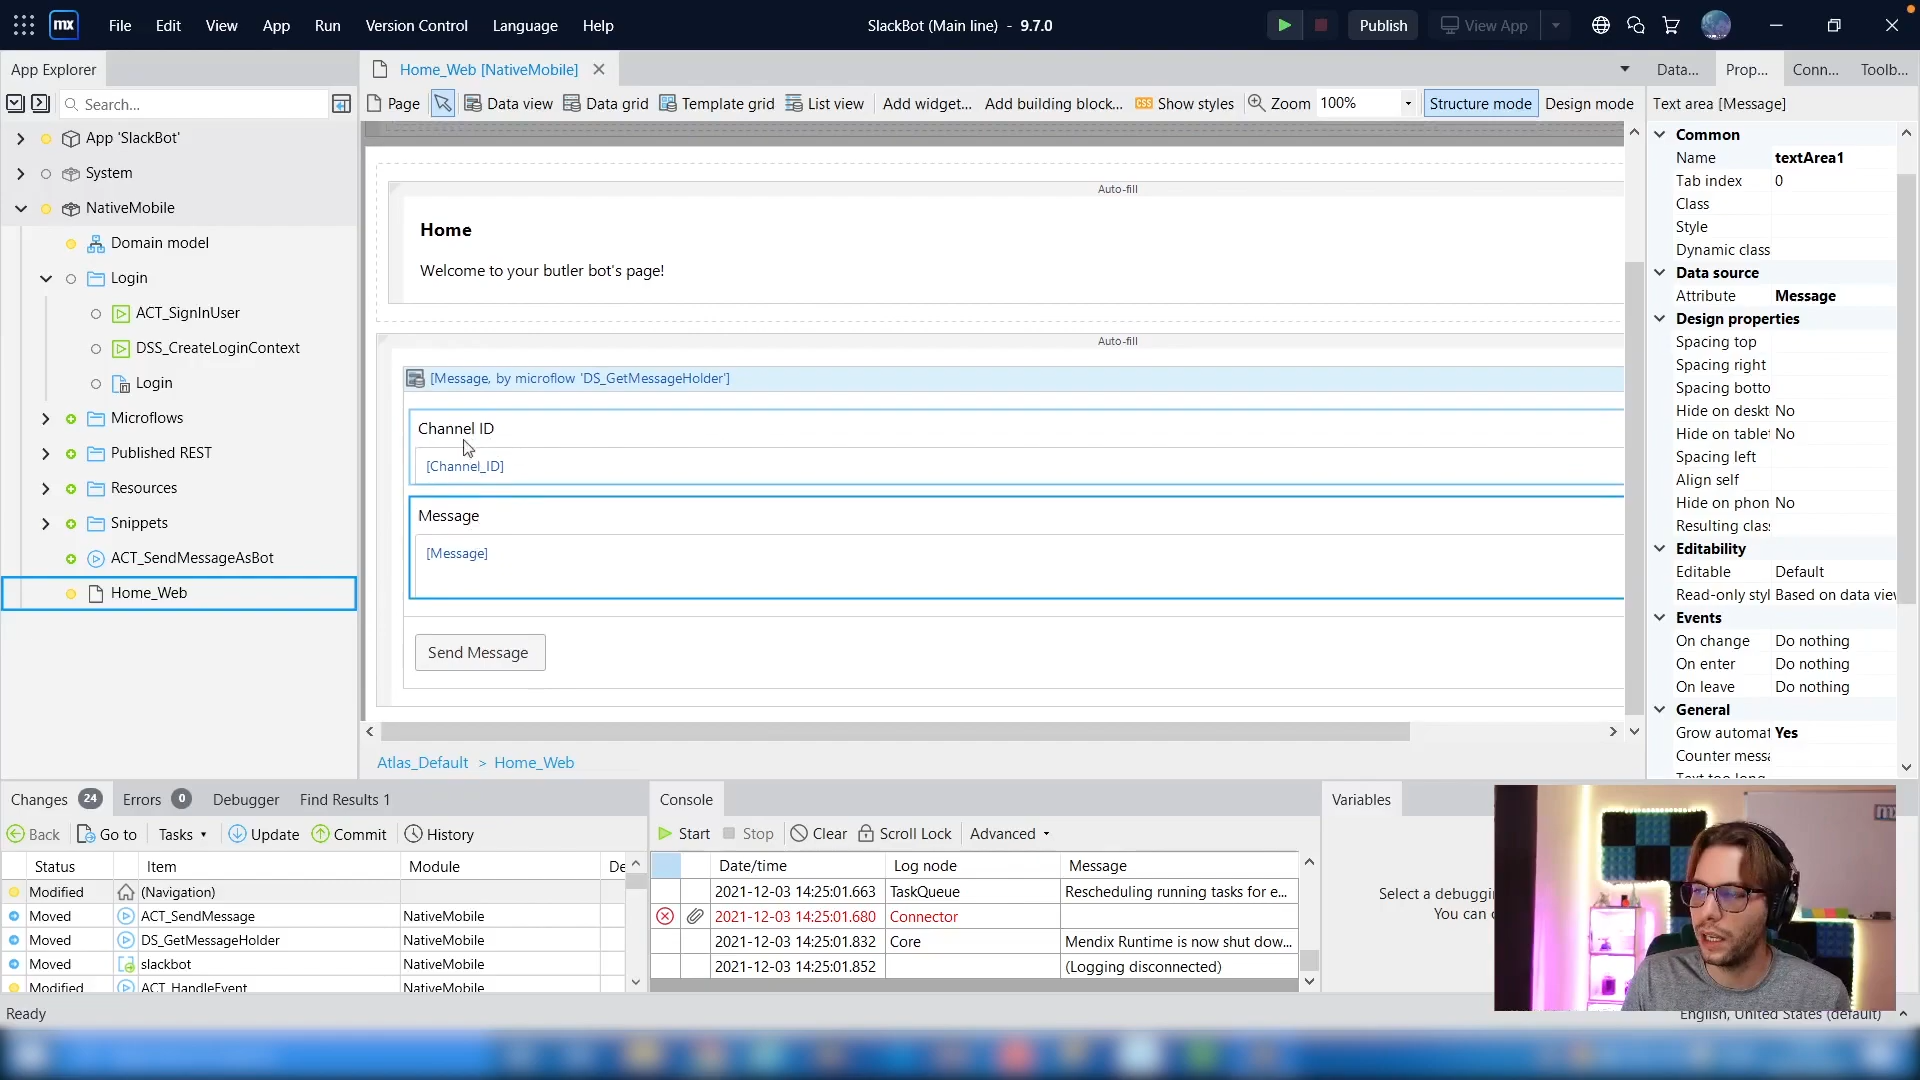 mx File Edit View App Run Version Control Language Help SlackBot (Main line) - 9.7.0 Publish View App
App Explorer
Home_Web [NativeMobile]
Data... Prop... Conn... Toolb...
Search...
Page Data view Data grid Template grid List view Add widget... Add building block... CSS Show styles Zoom 100% Structure mode Design mode
Text area [Message]
App 'SlackBot'
System
NativeMobile
Domain model
Login
ACT_SignInUser
DSS_CreateLoginContext
Login
Microflows
Published REST
Resources
Snippets
ACT_SendMessageAsBot
Home_Web
Auto-fill
Home
Welcome to your butler bot's page!
Auto-fill
[Message, by microflow 'DS_GetMessageHolder']
Channel ID
[Channel_ID]
Message
[Message]
Send Message
Atlas_Default > Home_Web
Common
Name textArea1
Tab index 0
Class
Style
Dynamic class
Data source
Attribute Message
Design properties
Spacing top
Spacing right
Spacing botto
Hide on deskt No
Hide on table No
Spacing left
Align self
Hide on phon No
Resulting clas
Editability
Editable Default
Read-only styl Based on data view
Events
On change Do nothing
On enter Do nothing
On leave Do nothing
General
Grow automat Yes
Counter messa
Text too long
Changes 24 Errors 0 Debugger Find Results 1
Back Go to Tasks Update Commit History
Status Item Module De
Modified (Navigation)
Moved ACT_SendMessage NativeMobile
Moved DS_GetMessageHolder NativeMobile
Moved slackbot NativeMobile
Modified ACT_HandleEvent NativeMobile
Console
Start Stop Clear Scroll Lock Advanced
Date/time Log node Message
2021-12-03 14:25:01.663 TaskQueue Rescheduling running tasks for e...
2021-12-03 14:25:01.680 Connector
2021-12-03 14:25:01.832 Core Mendix Runtime is now shut dow...
2021-12-03 14:25:01.852 (Logging disconnected)
Variables
Select a debuggin
You can
Ready
English, United States (default)